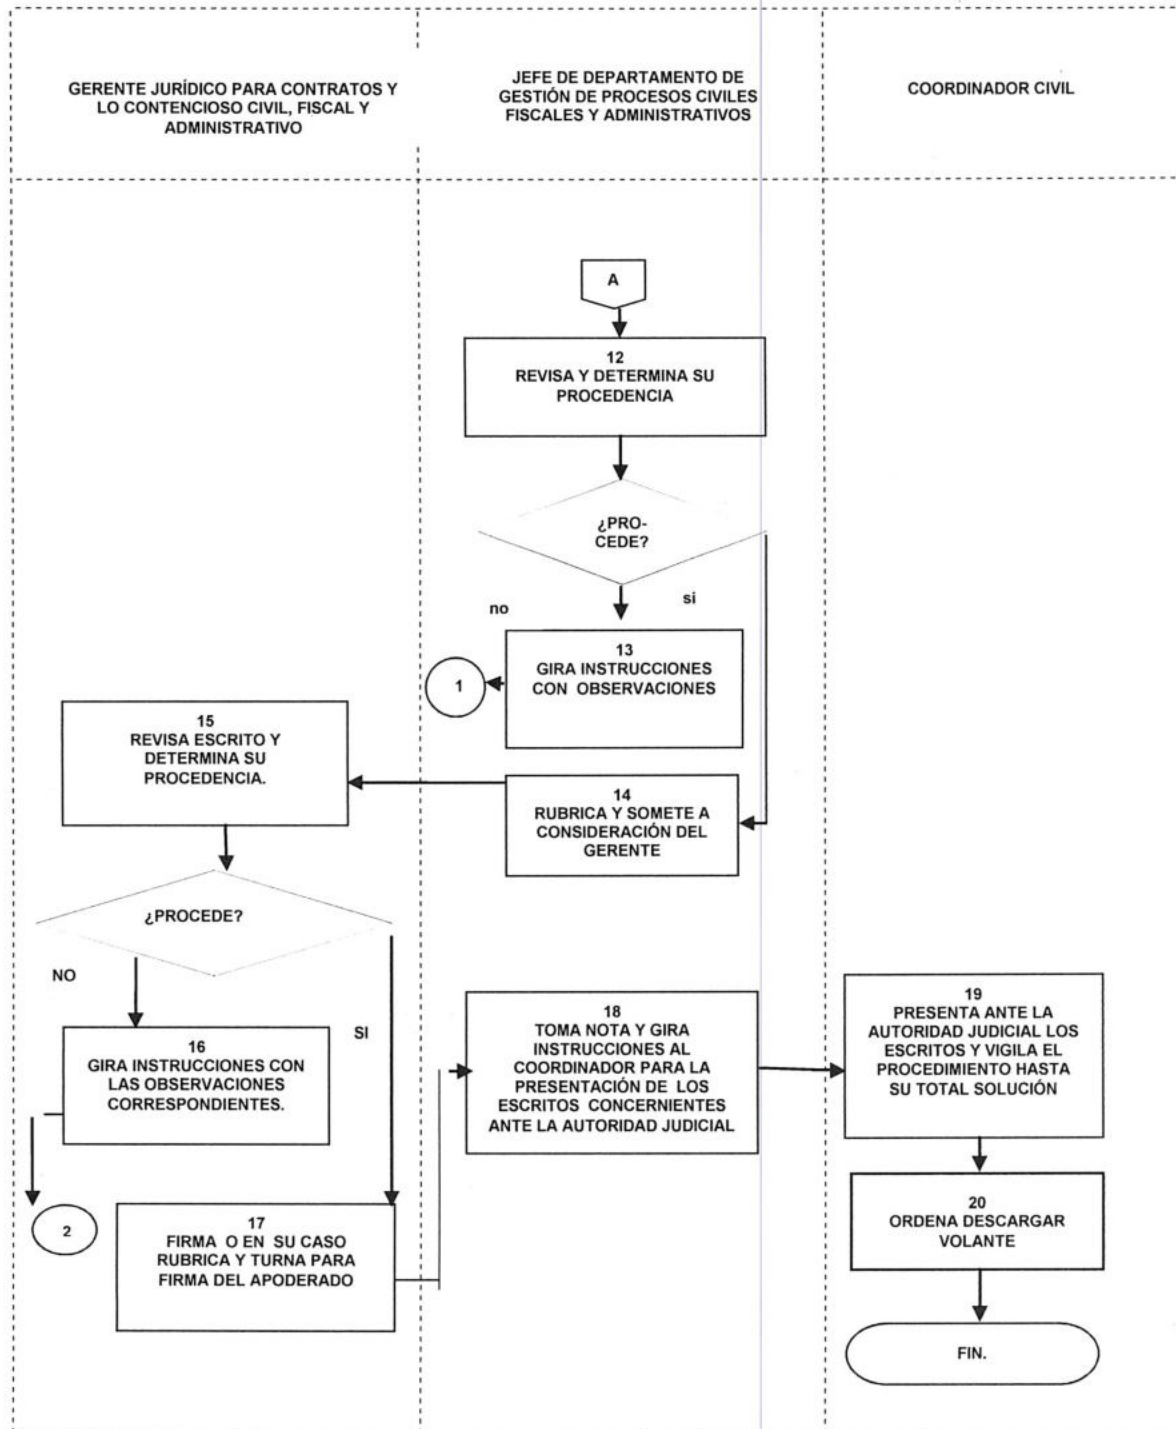 GERENTE JURÍDICO PARA CONTRATOS Y
LO CONTENCIOSO CIVIL, FISCAL Y
ADMINISTRATIVO
JEFE DE DEPARTAMENTO DE
GESTIÓN DE PROCESOS CIVILES
FISCALES Y ADMINISTRATIVOS
COORDINADOR CIVIL
A
12
REVISA Y DETERMINA SU
PROCEDENCIA
¿PRO-
CEDE?
no
si
13
GIRA INSTRUCCIONES
CON OBSERVACIONES
1
14
RUBRICA Y SOMETE A
CONSIDERACIÓN DEL
GERENTE
15
REVISA ESCRITO Y
DETERMINA SU
PROCEDENCIA.
¿PROCEDE?
NO
SI
16
GIRA INSTRUCCIONES CON
LAS OBSERVACIONES
CORRESPONDIENTES.
2
17
FIRMA O EN SU CASO
RUBRICA Y TURNA PARA
FIRMA DEL APODERADO
18
TOMA NOTA Y GIRA
INSTRUCCIONES AL
COORDINADOR PARA LA
PRESENTACIÓN DE LOS
ESCRITOS CONCERNIENTES
ANTE LA AUTORIDAD JUDICIAL
19
PRESENTA ANTE LA
AUTORIDAD JUDICIAL LOS
ESCRITOS Y VIGILA EL
PROCEDIMIENTO HASTA
SU TOTAL SOLUCIÓN
20
ORDENA DESCARGAR
VOLANTE
FIN.